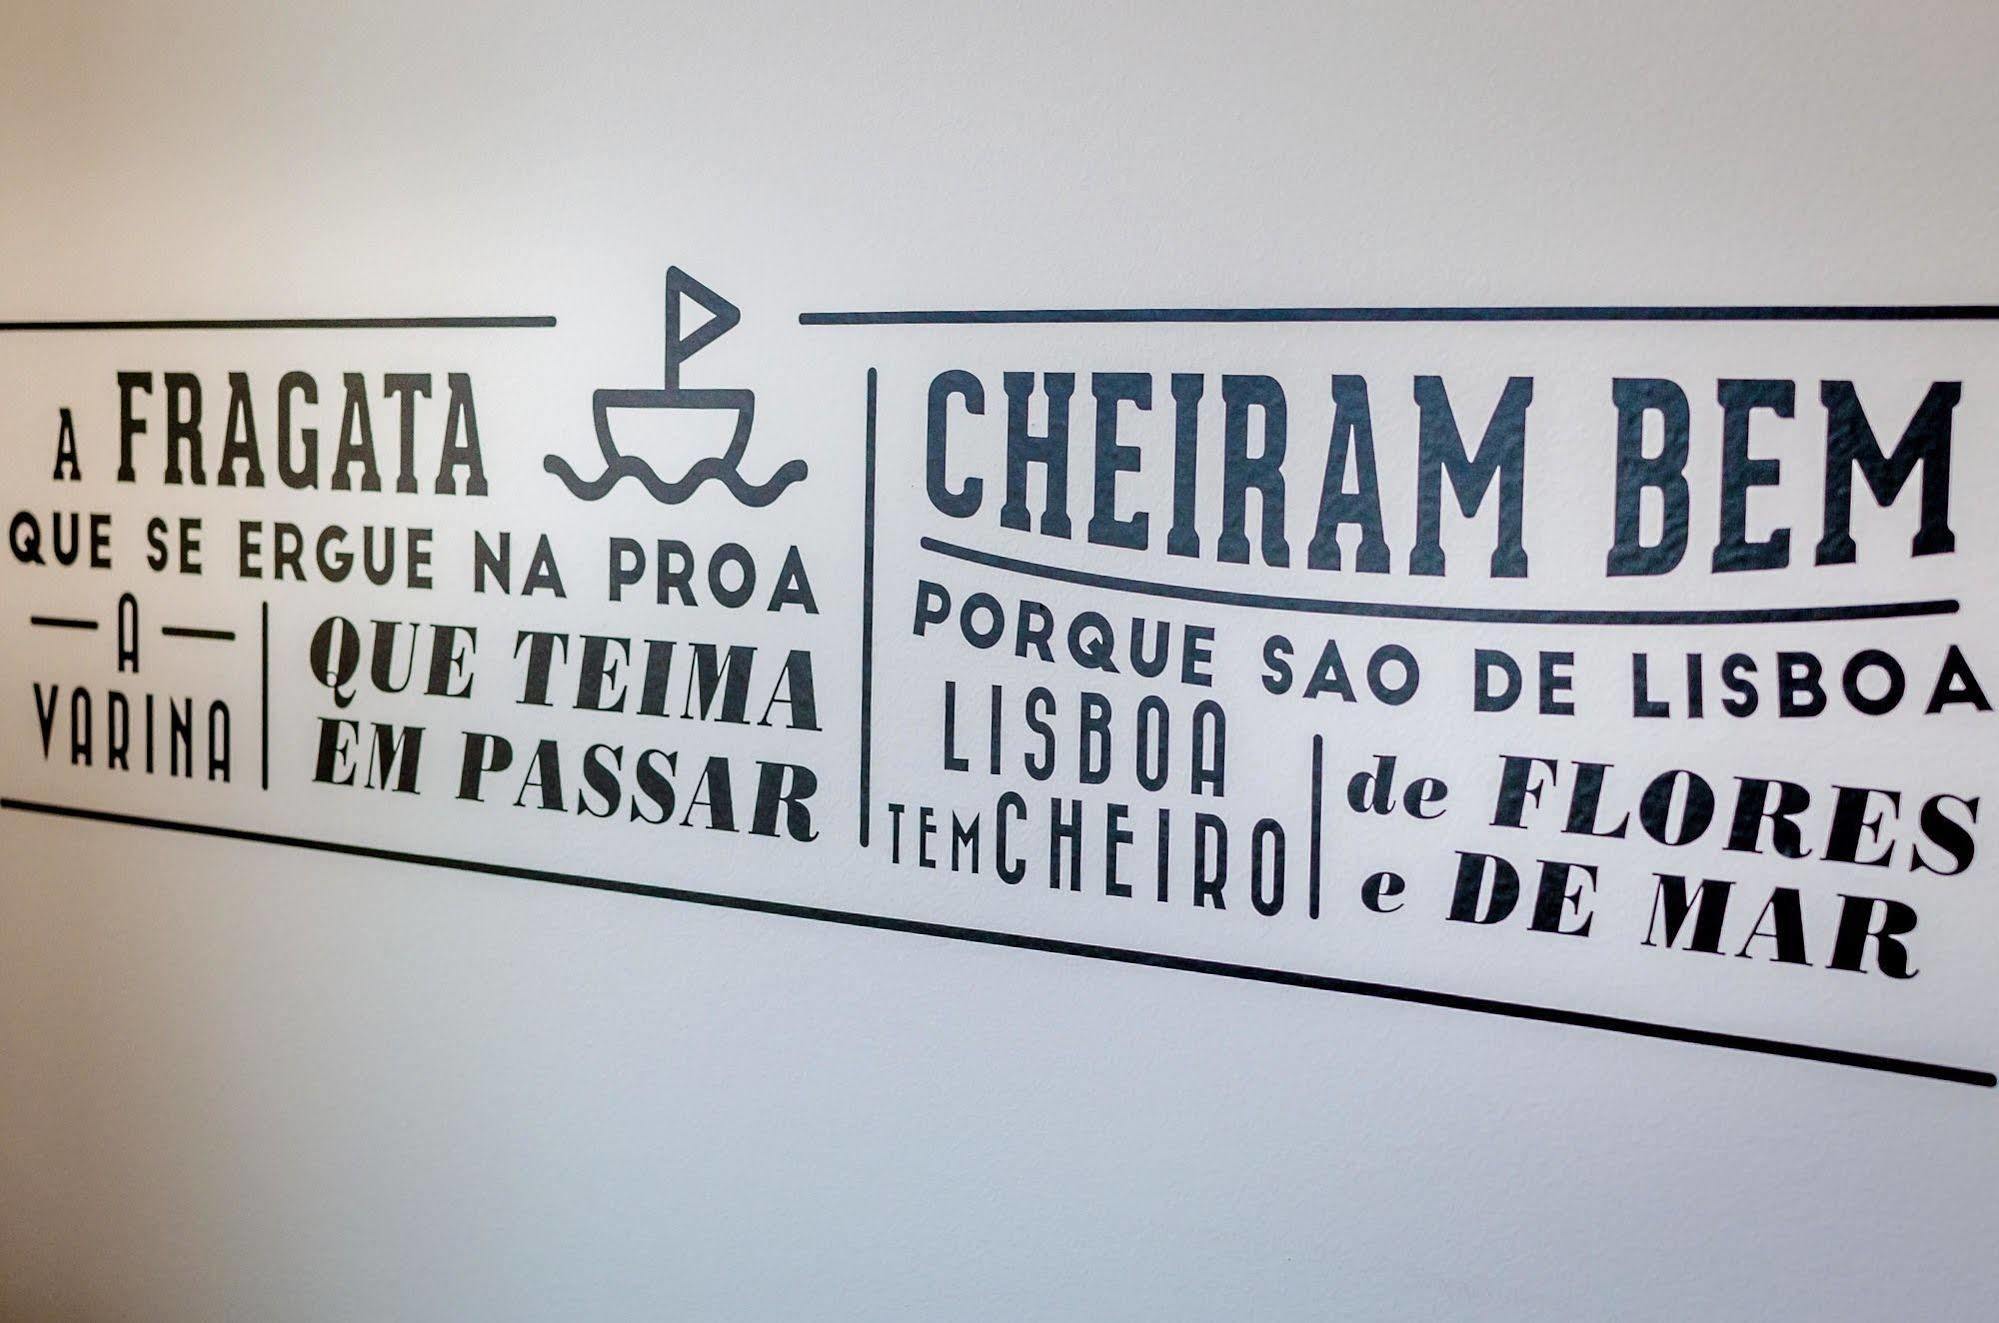 A FRAGATA
QUE SE ERGUE NA PROA
A
VARINA
QUE TEIMA
EM PASSAR
CHEIRAM BEM
PORQUE SAO DE LISBOA
LISBOA
TEM CHEIRO
de FLORES
e DE MAR